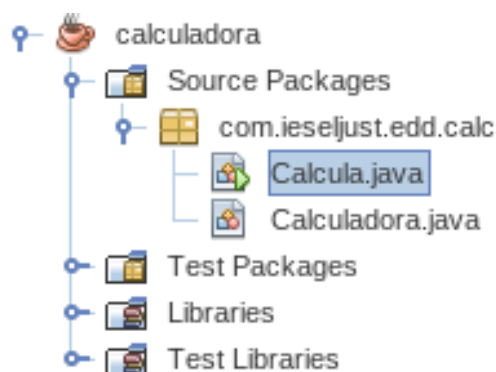 calculadora
Source Packages
com.ieseljust.edd.calc
Calcula.java
Calculadora.java
Test Packages
Libraries
Test Libraries